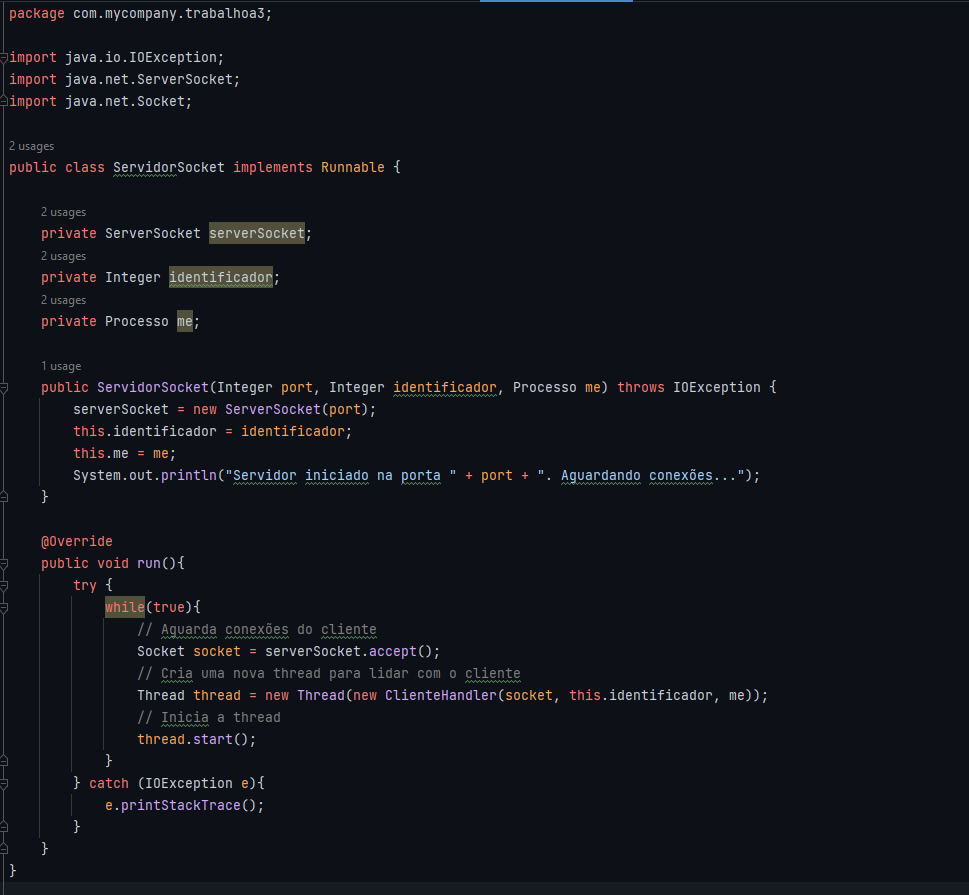 package com.mycompany.trabalhoa3;
import java.io.IOException;
import java.net.ServerSocket;
import java.net.Socket;
2 usages
public class ServidorSocket implements Runnable {
2 usages
private ServerSocket serverSocket;
2 usages
private Integer identificador;
2 usages
private Processo me;
1 usage
public ServidorSocket(Integer port, Integer identificador, Processo me) throws IOException {
serverSocket = new ServerSocket(port);
this.identificador = identificador;
this.me = me;
System.out.println("Servidor iniciado na porta " + port + ". Aguardando conexões...");
}
@Override
public void run(){
try {
while(true){
// Aguarda conexões do cliente
Socket socket = serverSocket.accept();
// Cria uma nova thread para lidar com o cliente
Thread thread = new Thread(new ClienteHandler(socket, this.identificador, me));
// Inicia a thread
thread.start();
}
} catch (IOException e){
e.printStackTrace();
}
}
}